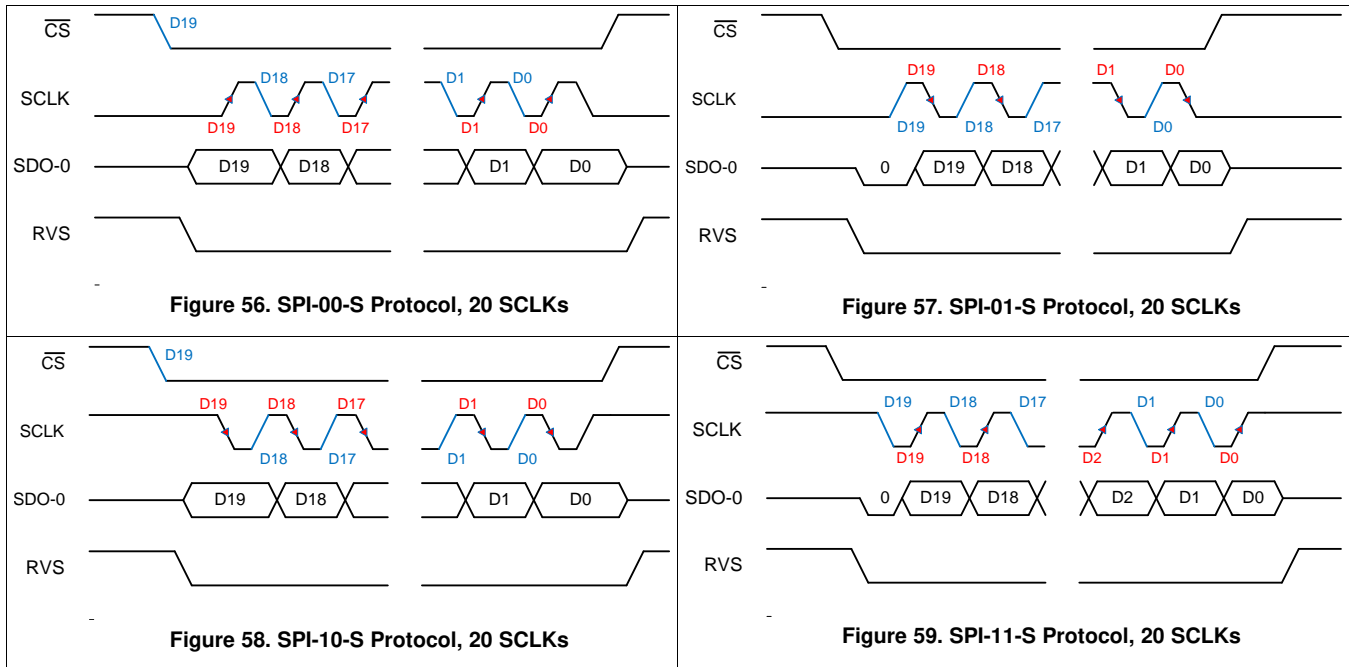 CS D19
D18 D17 D1 D0
SCLK
D19 D18 D17 D1 D0
SDO-0 D19 D18 D1 D0
RVS
Figure 56. SPI-00-S Protocol, 20 SCLKs
CS
D19 D18 D1 D0
SCLK
D19 D18 D17 D0
SDO-0 0 D19 D18 D1 D0
RVS
Figure 57. SPI-01-S Protocol, 20 SCLKs
CS D19
D19 D18 D17 D1 D0
SCLK
D18 D17 D1 D0
SDO-0 D19 D18 D1 D0
RVS
Figure 58. SPI-10-S Protocol, 20 SCLKs
CS
D19 D18 D17 D1 D0
SCLK
D19 D18 D2 D1 D0
SDO-0 0 D19 D18 D2 D1 D0
RVS
Figure 59. SPI-11-S Protocol, 20 SCLKs